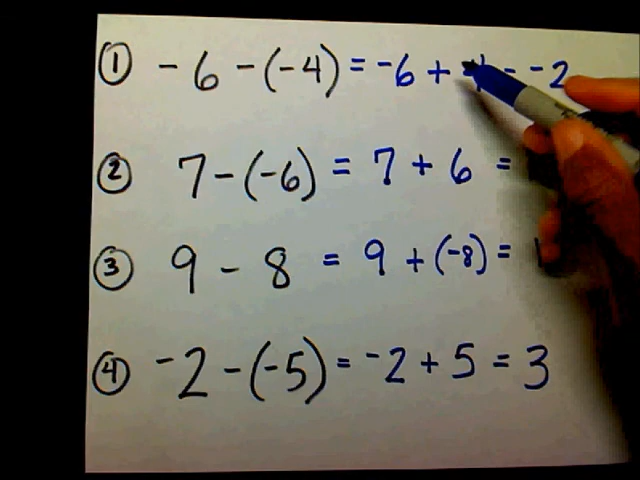 ① -6 -(-4) = -6 + 4 = -2
② 7-(-6) = 7 + 6 =
③ 9 - 8 = 9 + (-8) =
④ -2 -(-5) = -2 + 5 = 3